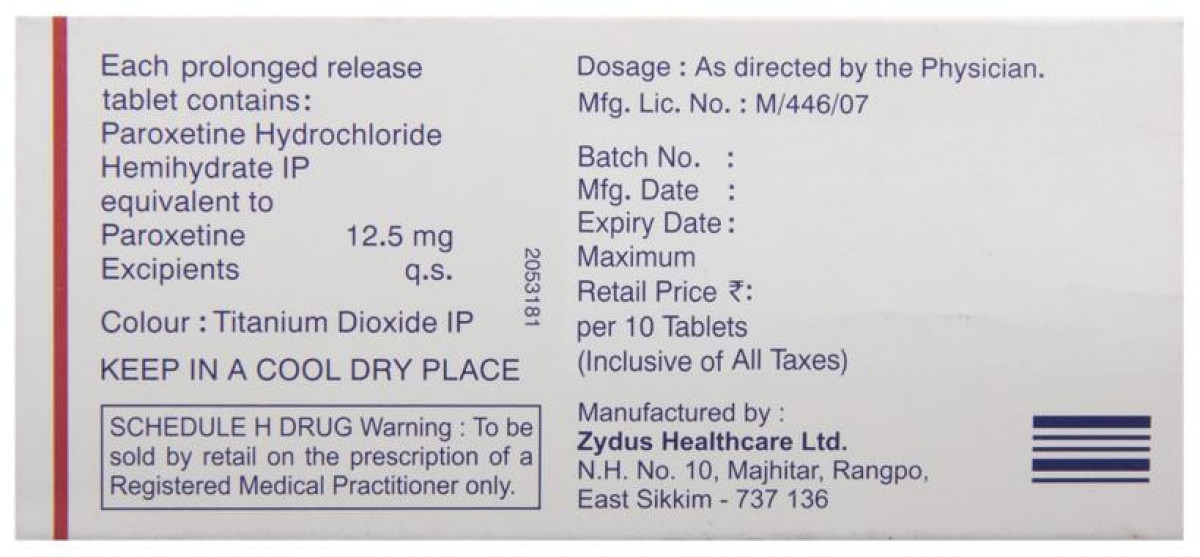 Each prolonged release
tablet contains:
Paroxetine Hydrochloride
Hemihydrate IP
equivalent to
Paroxetine 12.5 mg
Excipients q.s.
Colour : Titanium Dioxide IP
KEEP IN A COOL DRY PLACE
SCHEDULE H DRUG Warning : To be
sold by retail on the prescription of a
Registered Medical Practitioner only.
2053181
Dosage : As directed by the Physician.
Mfg. Lic. No. : M/446/07
Batch No. :
Mfg. Date :
Expiry Date :
Maximum
Retail Price ₹:
per 10 Tablets
(Inclusive of All Taxes)
Manufactured by :
Zydus Healthcare Ltd.
N.H. No. 10, Majhitar, Rangpo,
East Sikkim - 737 136